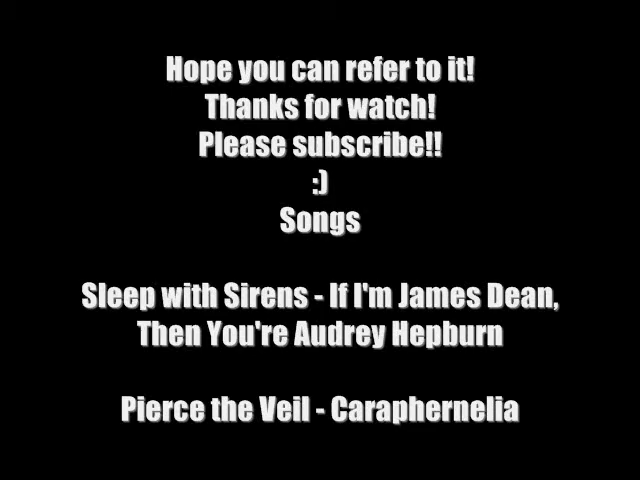 Hope you can refer to it!
Thanks for watch!
Please subscribe!!
:)
Songs
Sleep with Sirens - If I'm James Dean,
Then You're Audrey Hepburn
Pierce the Veil - Caraphernelia